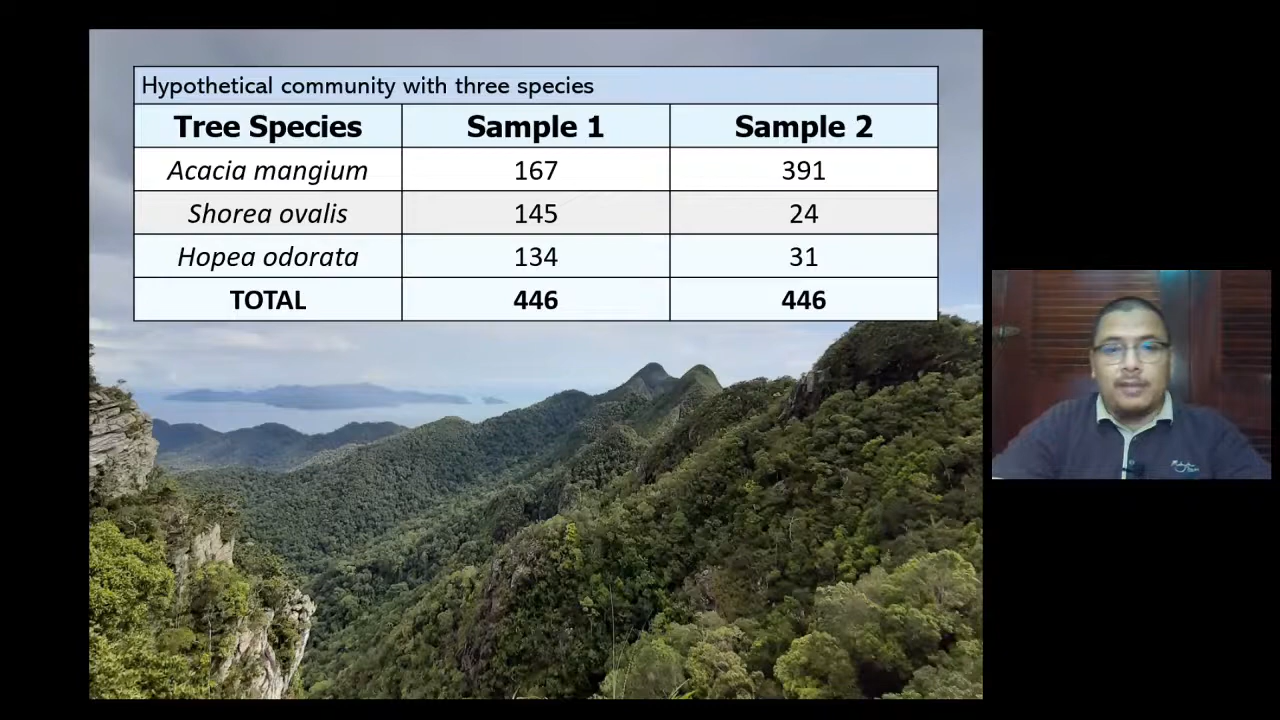 Hypothetical community with three species
Tree Species Sample 1 Sample 2
Acacia mangium 167 391
Shorea ovalis 145 24
Hopea odorata 134 31
TOTAL 446 446